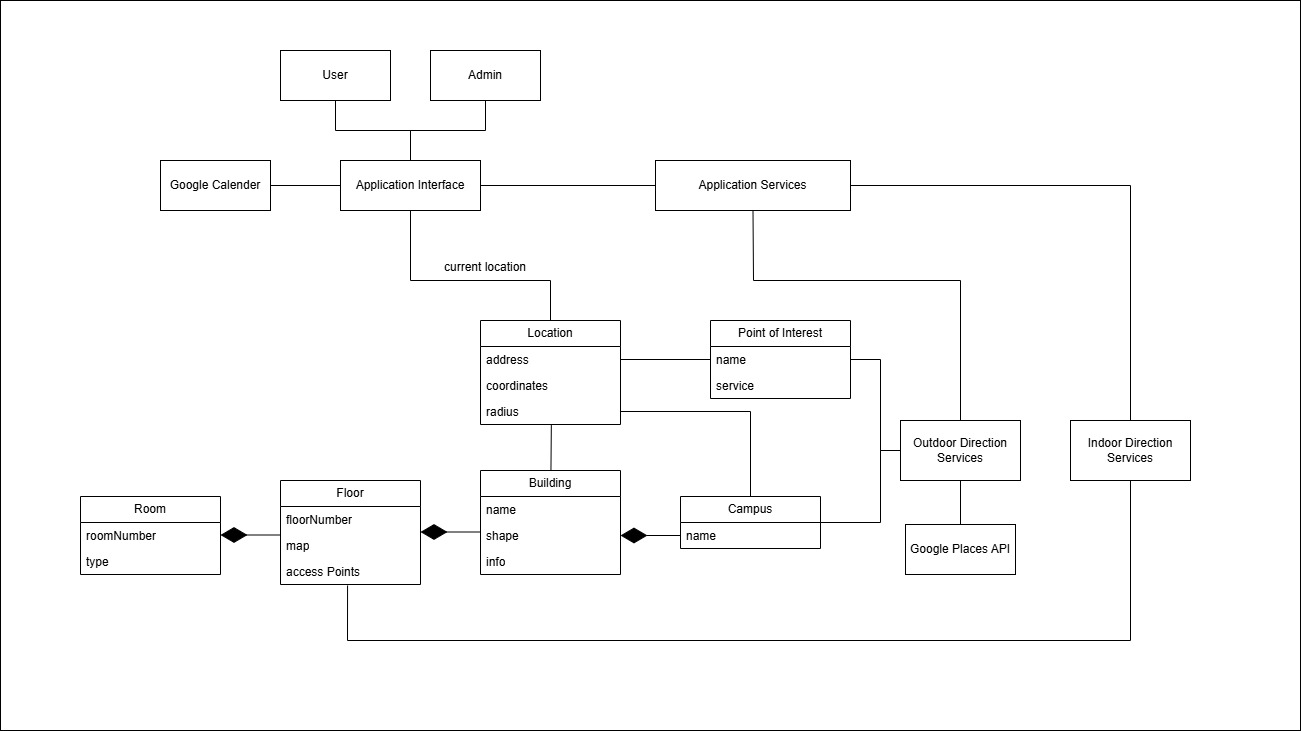 User
Admin
Google Calender
Application Interface
Application Services
current location
Location
address
coordinates
radius
Point of Interest
name
service
Outdoor Direction
Services
Indoor Direction
Services
Room
roomNumber
type
Floor
floorNumber
map
access Points
Building
name
shape
info
Campus
name
Google Places API